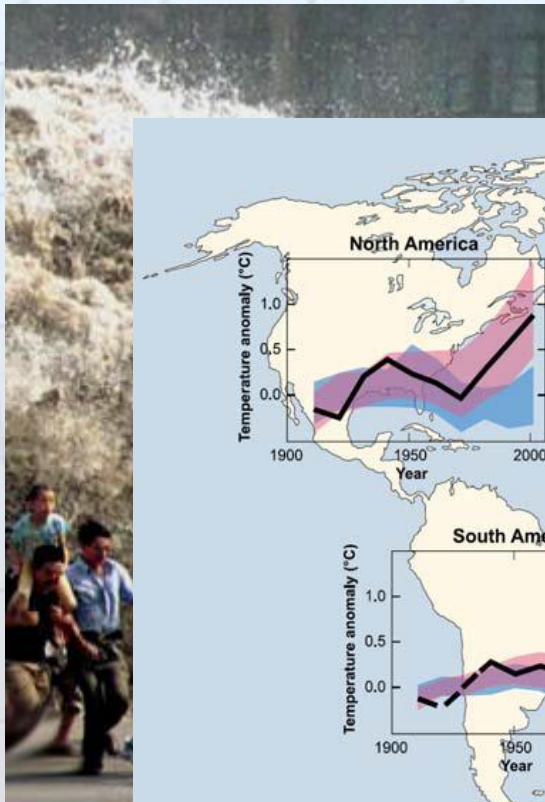 North America
Temperature anomaly (°C)
1.0
0.5
0.0
1900
1950
2000
Year
South Ame
Temperature anomaly (°C)
1.0
0.5
0.0
1900
1950
Year